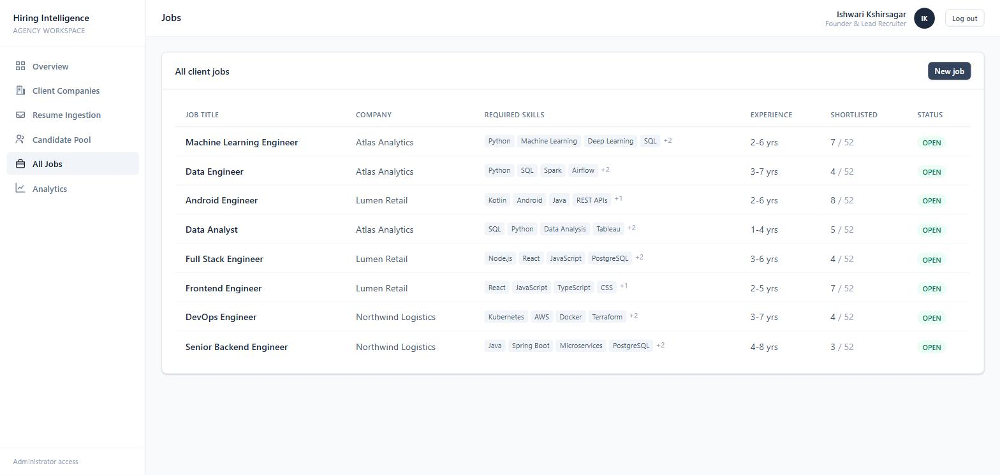 Hiring Intelligence
AGENCY WORKSPACE
Overview
Client Companies
Resume Ingestion
Candidate Pool
All Jobs
Analytics
Administrator access
Jobs
Ishwari Kshirsagar
Founder & Lead Recruiter
IK
Log out
All client jobs
New job
JOB TITLE COMPANY REQUIRED SKILLS EXPERIENCE SHORTLISTED STATUS
Machine Learning Engineer Atlas Analytics Python Machine Learning Deep Learning SQL +2 2-6 yrs 7 / 52 OPEN
Data Engineer Atlas Analytics Python SQL Spark Airflow +2 3-7 yrs 4 / 52 OPEN
Android Engineer Lumen Retail Kotlin Android Java REST APIs +1 2-6 yrs 8 / 52 OPEN
Data Analyst Atlas Analytics SQL Python Data Analysis Tableau +2 1-4 yrs 5 / 52 OPEN
Full Stack Engineer Lumen Retail Node.js React JavaScript PostgreSQL +2 3-6 yrs 4 / 52 OPEN
Frontend Engineer Lumen Retail React JavaScript TypeScript CSS +1 2-5 yrs 7 / 52 OPEN
DevOps Engineer Northwind Logistics Kubernetes AWS Docker Terraform +2 3-7 yrs 4 / 52 OPEN
Senior Backend Engineer Northwind Logistics Java Spring Boot Microservices PostgreSQL +2 4-8 yrs 3 / 52 OPEN